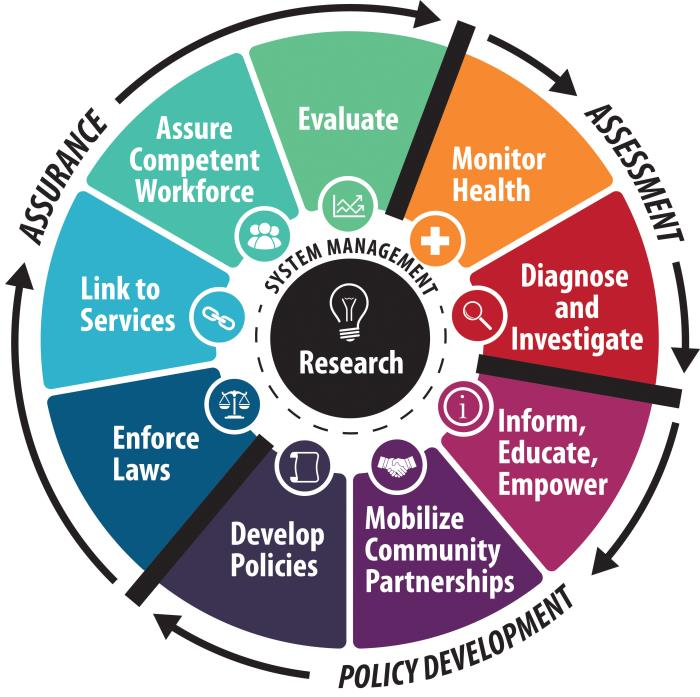 ASSURANCE
ASSESSMENT
POLICY DEVELOPMENT
Evaluate
Monitor
Health
Diagnose
and
Investigate
Inform,
Educate,
Empower
Mobilize
Community
Partnerships
Develop
Policies
Enforce
Laws
Link to
Services
Assure
Competent
Workforce
SYSTEM MANAGEMENT
Research
i